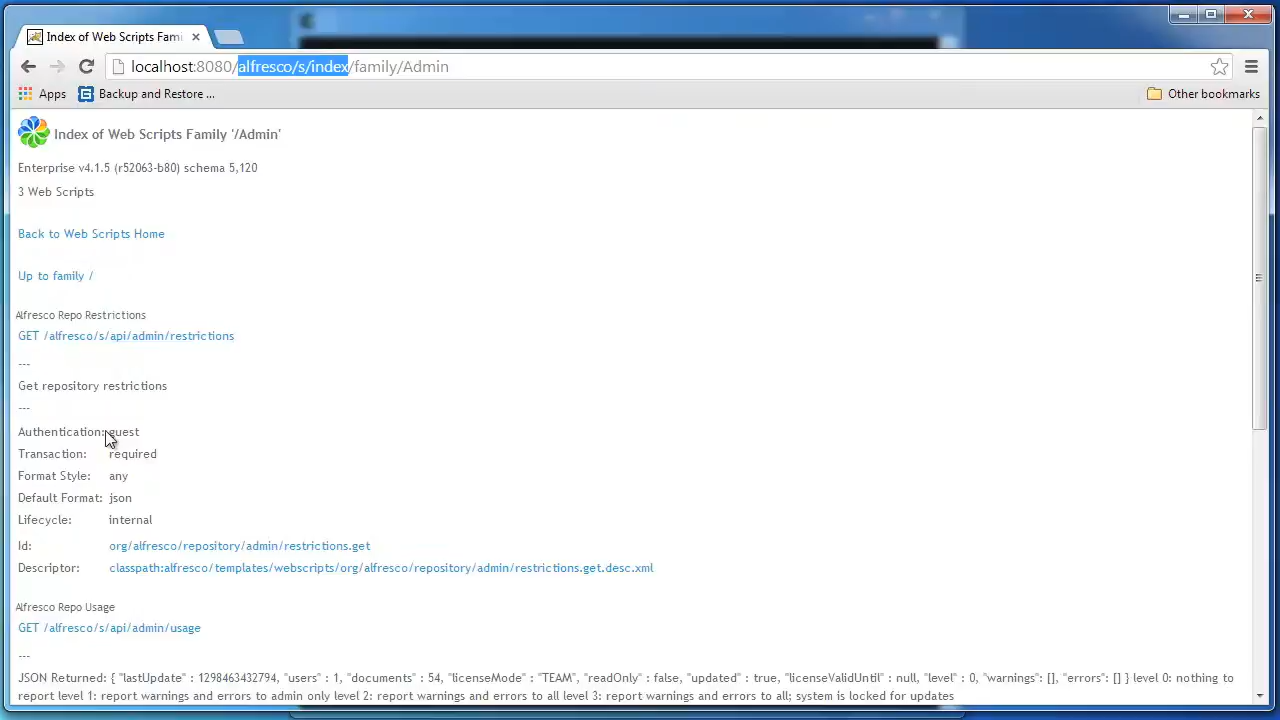 Index of Web Scripts Fami
localhost:8080/alfresco/s/index/family/Admin
Apps Backup and Restore ... Other bookmarks
Index of Web Scripts Family '/Admin'
Enterprise v4.1.5 (r52063-b80) schema 5,120
3 Web Scripts
Back to Web Scripts Home
Up to family /
Alfresco Repo Restrictions
GET /alfresco/s/api/admin/restrictions
---
Get repository restrictions
---
Authentication: guest
Transaction: required
Format Style: any
Default Format: json
Lifecycle: internal
Id: org/alfresco/repository/admin/restrictions.get
Descriptor: classpath:alfresco/templates/webscripts/org/alfresco/repository/admin/restrictions.get.desc.xml
Alfresco Repo Usage
GET /alfresco/s/api/admin/usage
---
JSON Returned: { "lastUpdate" : 1298463432794, "users" : 1, "documents" : 54, "licenseMode" : "TEAM", "readOnly" : false, "updated" : true, "licenseValidUntil" : null, "level" : 0, "warnings": [], "errors": [] } level 0: nothing to
report level 1: report warnings and errors to admin only level 2: report warnings and errors to all level 3: report warnings and errors to all; system is locked for updates